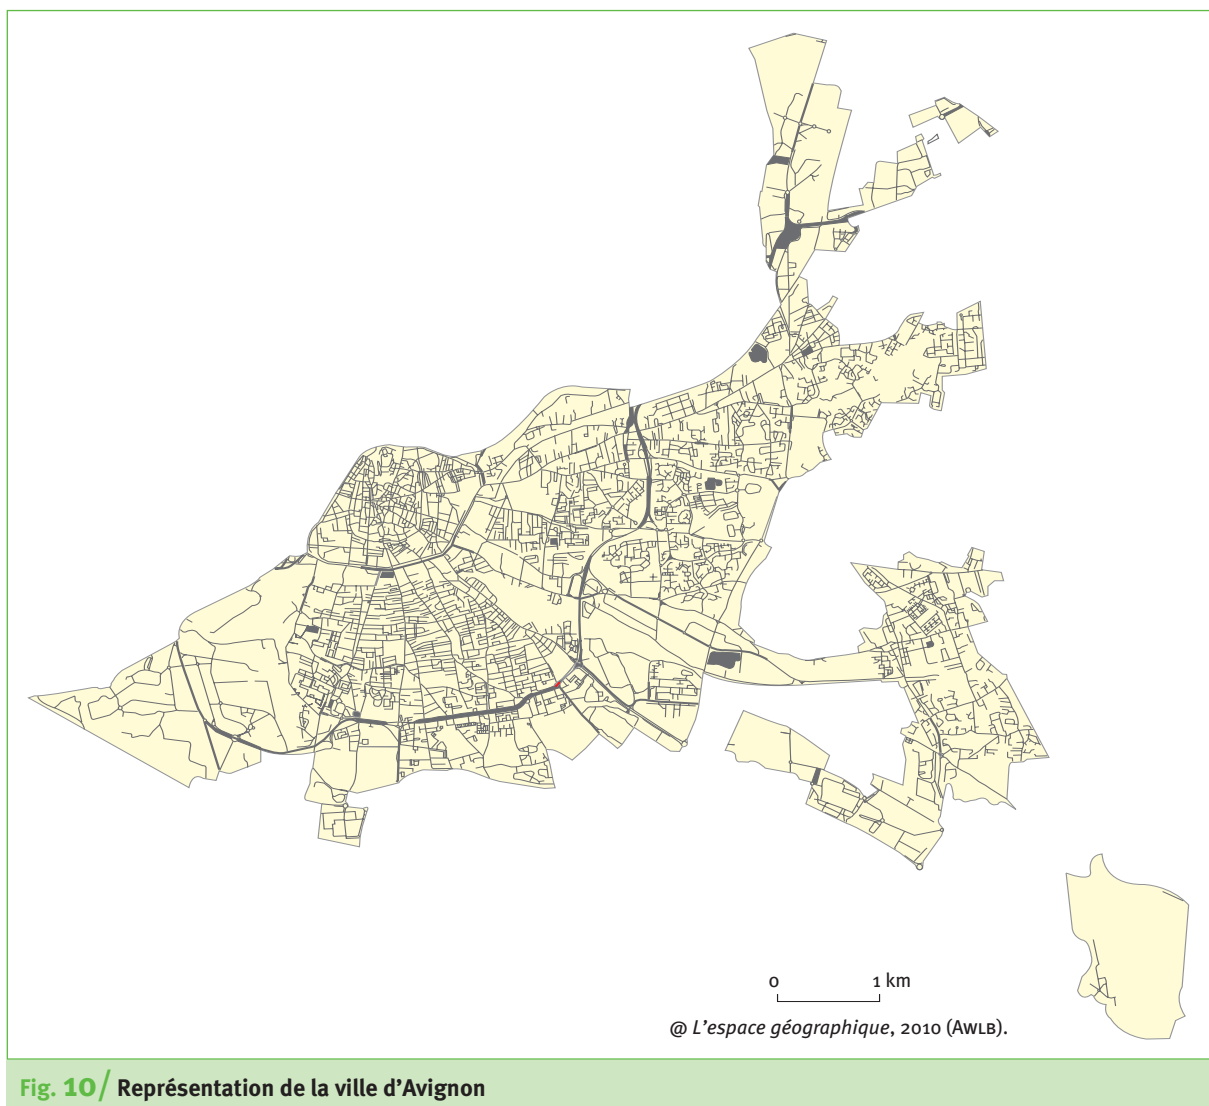 0 1 km
@ L'espace géographique, 2010 (AWLB).
Fig. 10/ Représentation de la ville d'Avignon